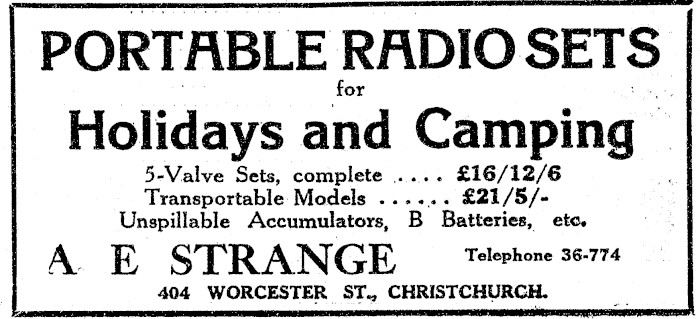 PORTABLE RADIO SETS
for
Holidays and Camping
5-Valve Sets, complete .... £16/12/6
Transportable Models ...... £21/5/-
Unspillable Accumulators, B Batteries, etc.
A E STRANGE Telephone 36-774
404 WORCESTER ST., CHRISTCHURCH.